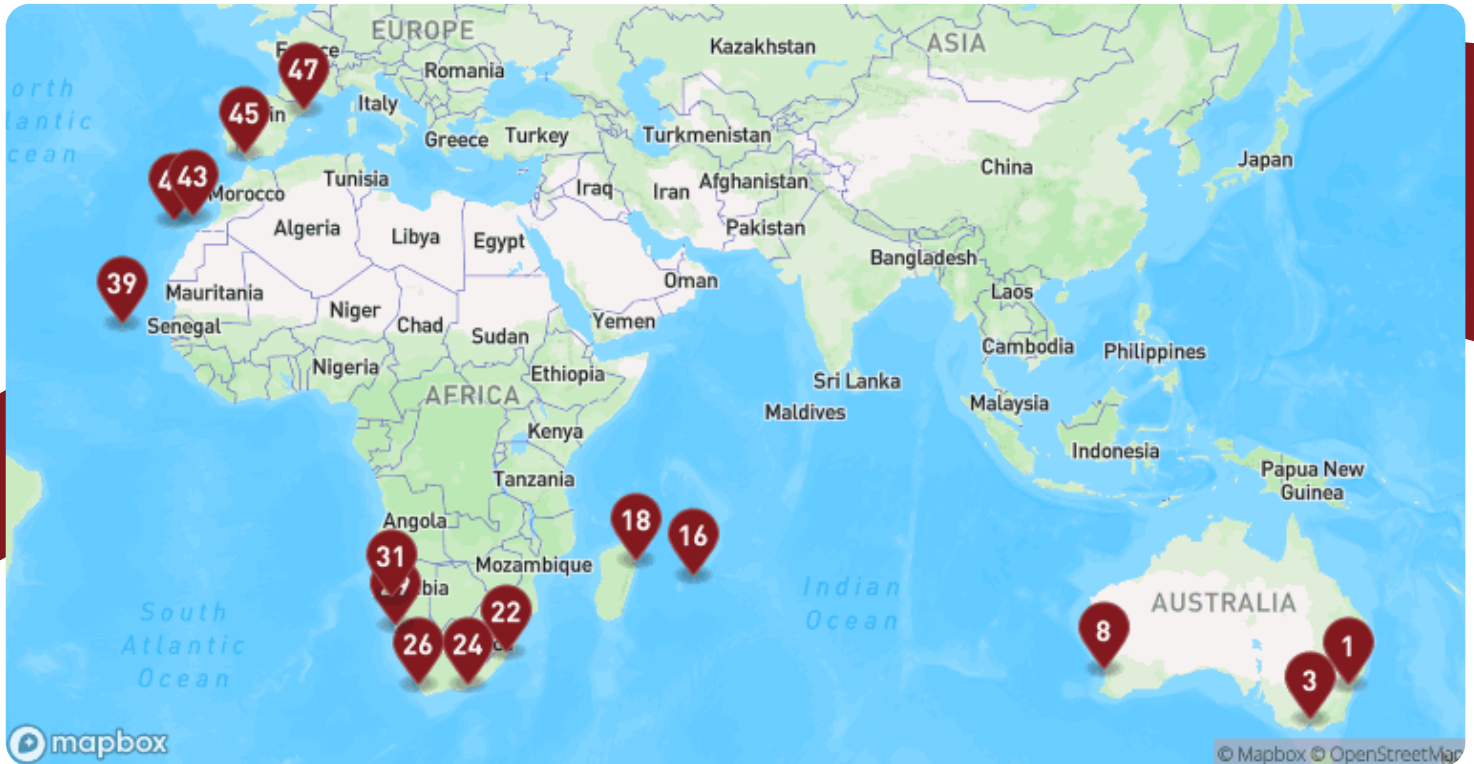 EUROPE
ASIA
Kazakhstan
47
Romania
orth
lantic
cean
45
in
Italy
Greece
Turkey
Turkmenistan
China
Japan
43
Morocco
Tunisia
Iraq
Iran
Afghanistan
Algeria
Libya
Egypt
Pakistan
Bangladesh
39
Mauritania
Oman
Laos
Niger
Senegal
Chad
Sudan
Yemen
Cambodia
Philippines
Nigeria
AFRICA
Ethiopia
Sri Lanka
Maldives
Malaysia
Kenya
Indonesia
Tanzania
Papua New
Guinea
Angola
18
16
31
Mozambique
bia
Indian
Ocean
AUSTRALIA
South
Atlantic
Ocean
22
26
24
8
1
3
mapbox
© Mapbox © OpenStreetMap